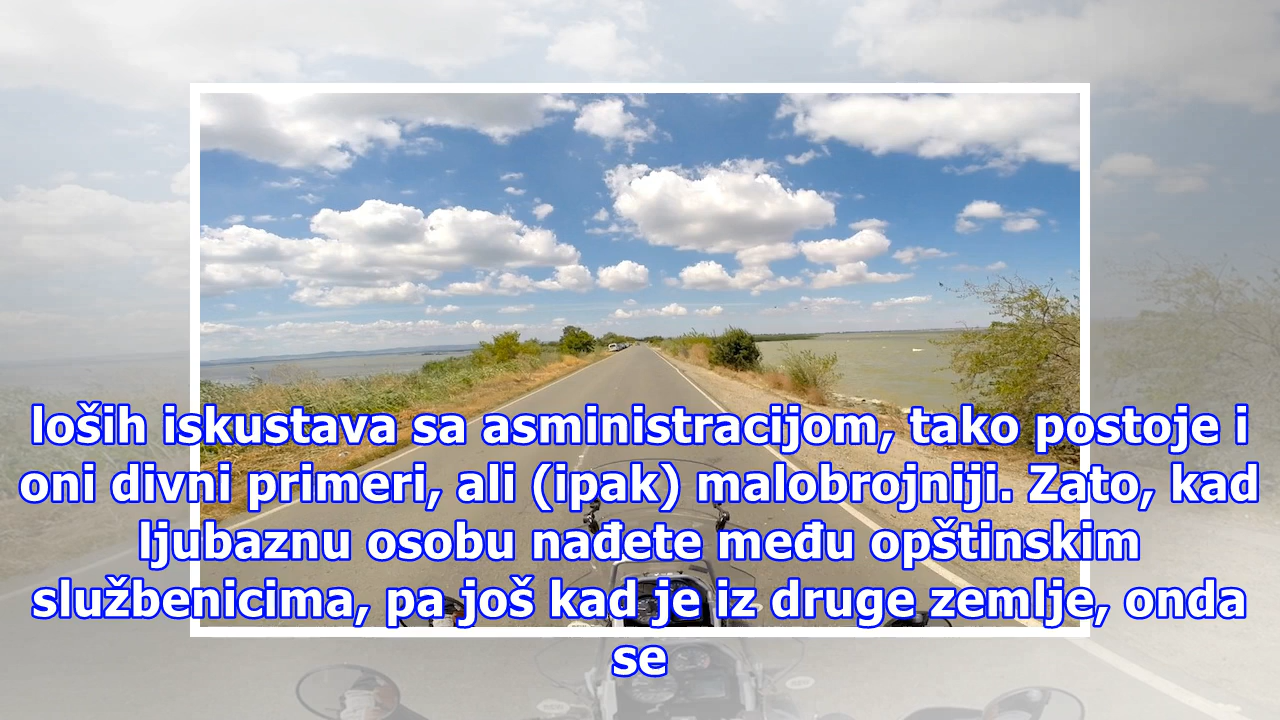 loših iskustava sa asministracijom, tako postoje i
oni divni primeri, ali (ipak) malobrojniji. Zato, kad
ljubaznu osobu nađete među opštinskim
službenicima, pa još kad je iz druge zemlje, onda
se